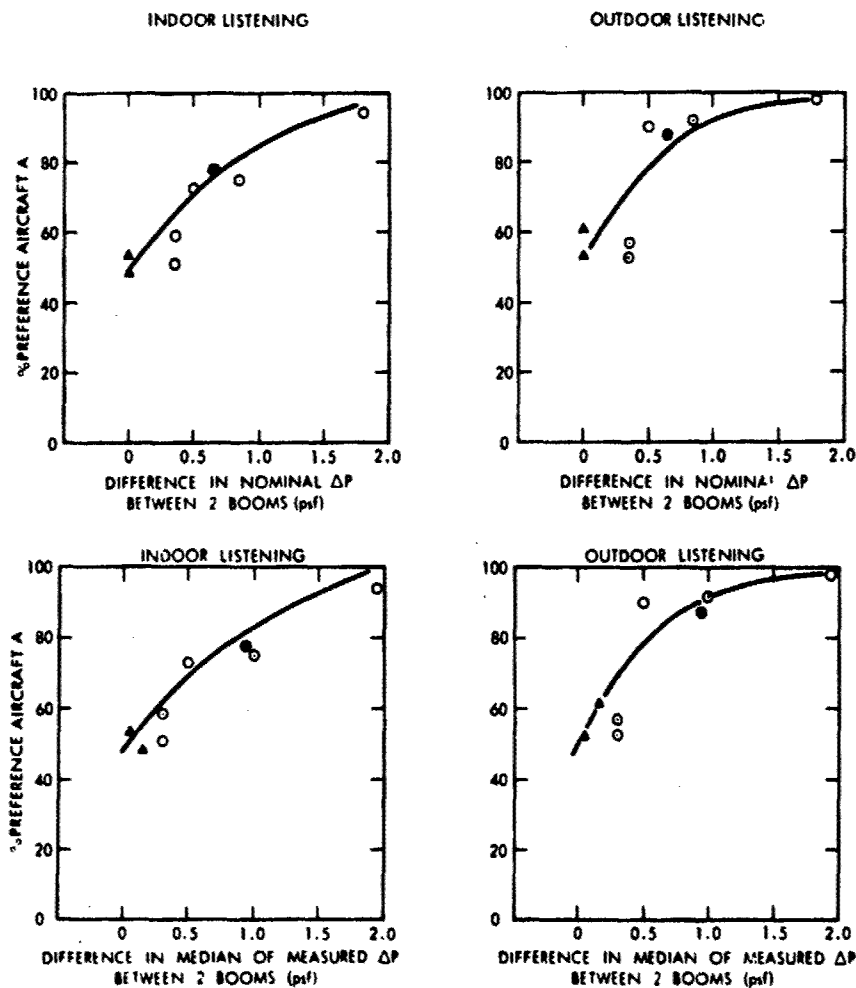 INDOOR LISTENING
OUTDOOR LISTENING
100
80
60
40
20
0
% PREFERENCE AIRCRAFT A
0 0.5 1.0 1.5 2.0
DIFFERENCE IN NOMINAL ΔP
BETWEEN 2 BOOMS (psf)
100
80
60
40
20
0
0 0.5 1.0 1.5 2.0
DIFFERENCE IN NOMINAL ΔP
BETWEEN 2 BOOMS (psf)
INDOOR LISTENING
100
80
60
40
20
0
% PREFERENCE AIRCRAFT A
0 0.5 1.0 1.5 2.0
DIFFERENCE IN MEDIAN OF MEASURED ΔP
BETWEEN 2 BOOMS (psf)
OUTDOOR LISTENING
100
80
60
40
20
0
0 0.5 1.0 1.5 2.0
DIFFERENCE IN MEDIAN OF MEASURED ΔP
BETWEEN 2 BOOMS (psf)